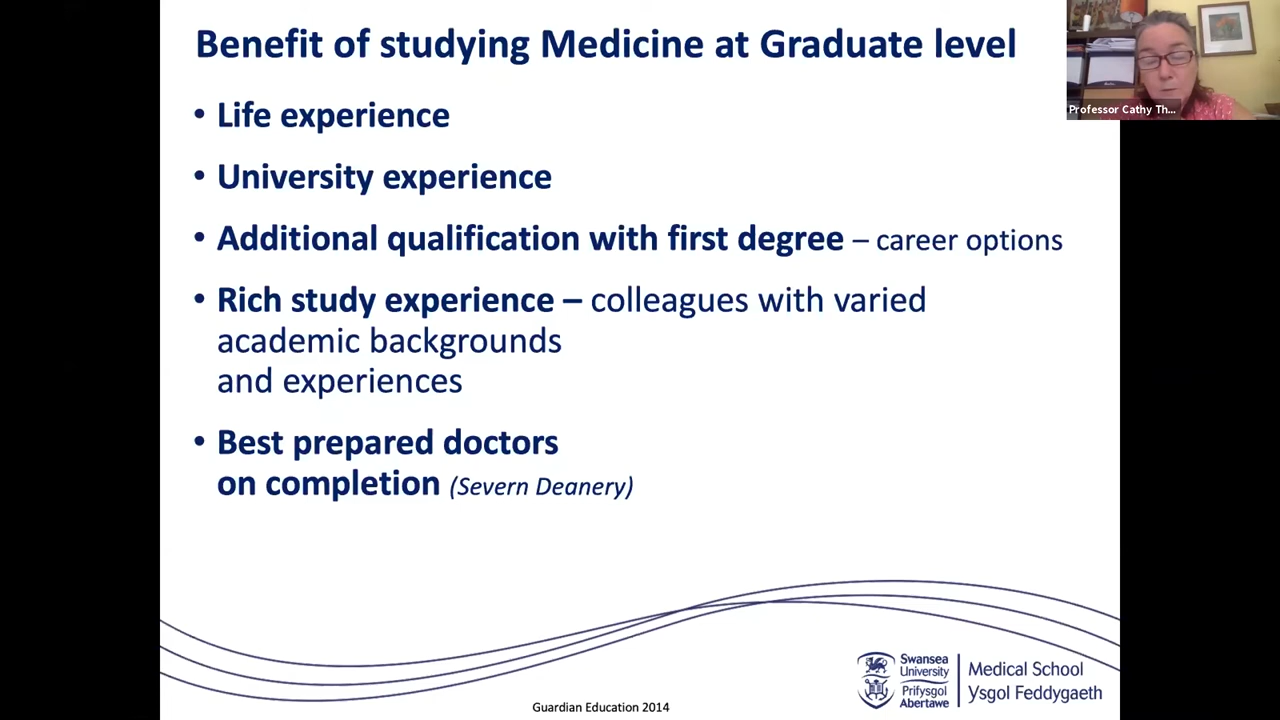 Benefit of studying Medicine at Graduate level
• Life experience
• University experience
• Additional qualification with first degree – career options
• Rich study experience – colleagues with varied
academic backgrounds
and experiences
• Best prepared doctors
on completion (Severn Deanery)
Professor Cathy Th...
Guardian Education 2014
Swansea
University
Prifysgol
Abertawe
Medical School
Ysgol Feddygaeth